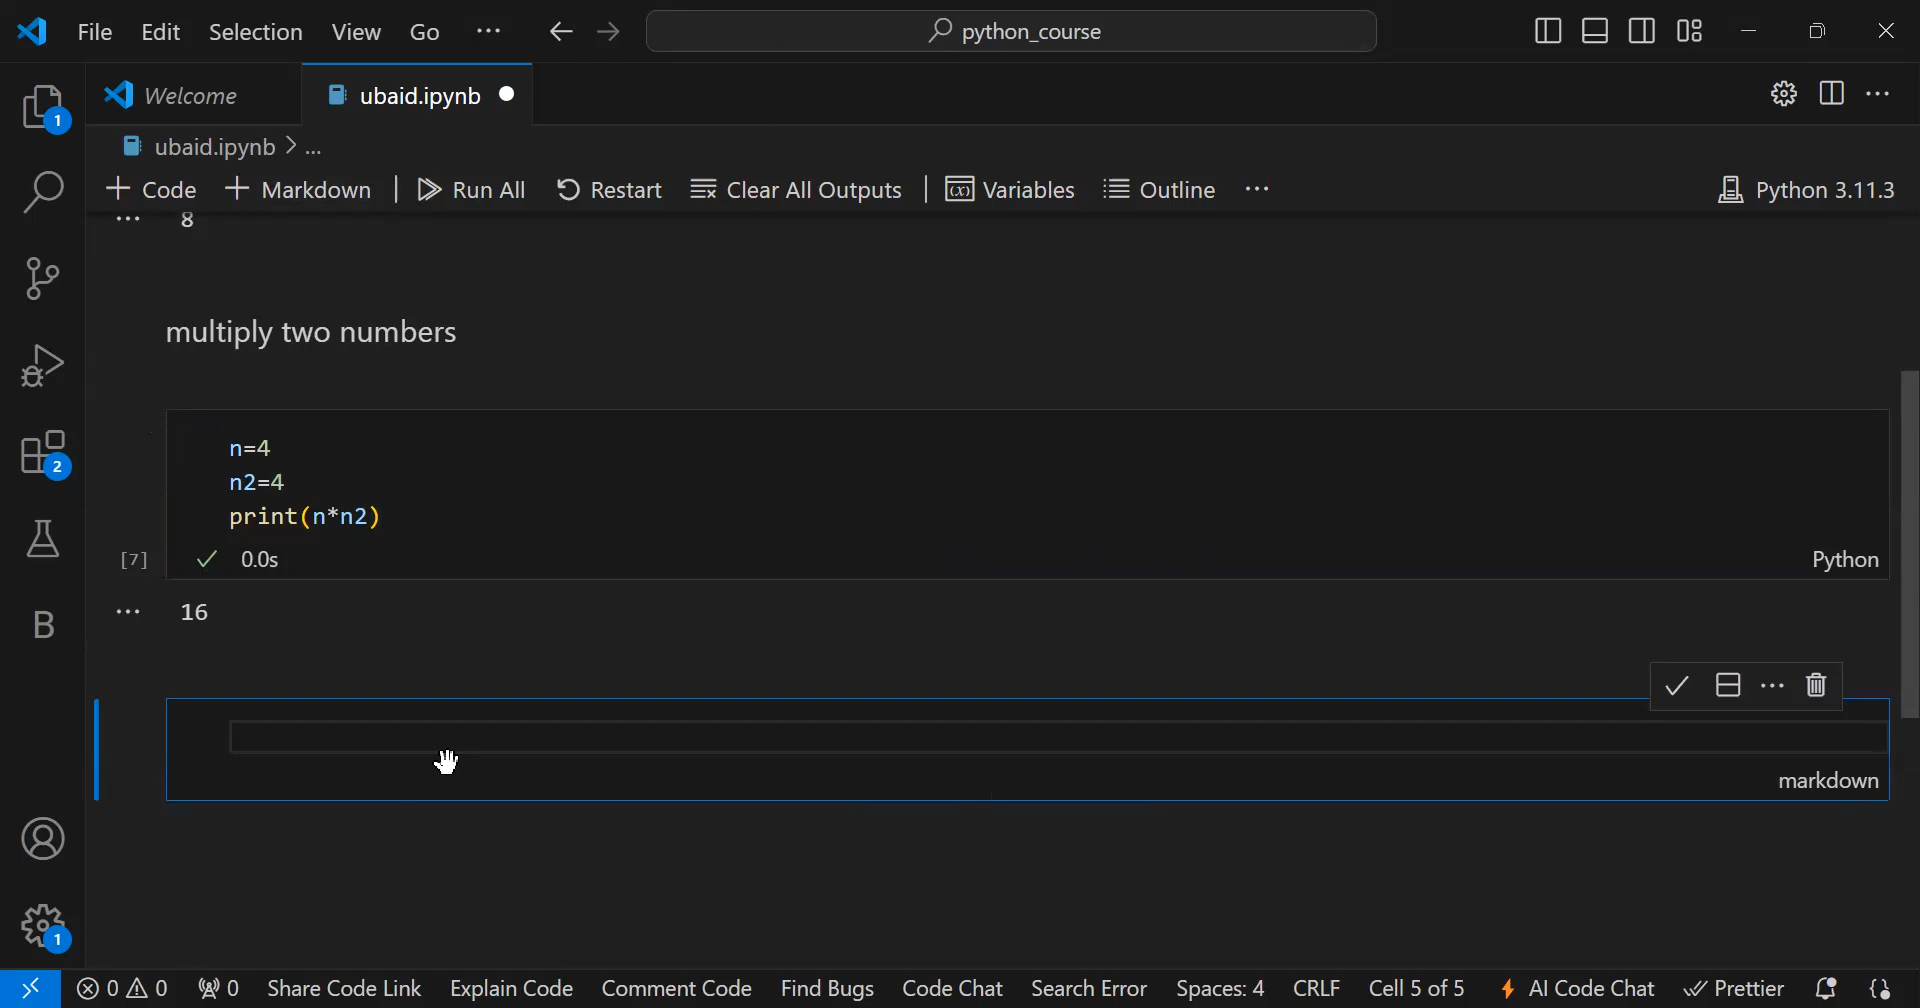 File Edit Selection View Go ··· python_course
Welcome ubaid.ipynb
ubaid.ipynb > ...
+ Code + Markdown | Run All Restart Clear All Outputs | Variables Outline ··· Python 3.11.3
··· 8
multiply two numbers
n=4
n2=4
print(n*n2)
[7] 0.0s Python
··· 16
markdown
1
2
B
1
0 0 0 Share Code Link Explain Code Comment Code Find Bugs Code Chat Search Error Spaces: 4 CRLF Cell 5 of 5 AI Code Chat Prettier